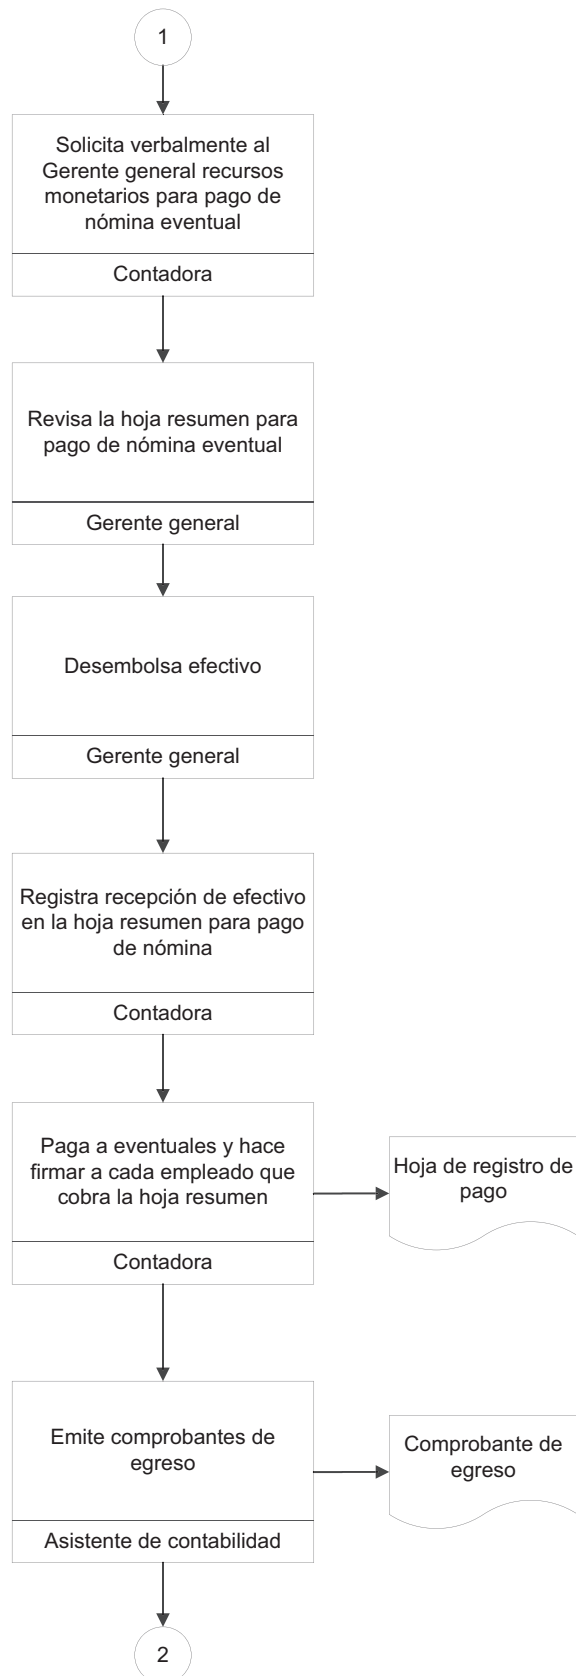 1
Solicita verbalmente al
Gerente general recursos
monetarios para pago de
nómina eventual
Contadora
Revisa la hoja resumen para
pago de nómina eventual
Gerente general
Desembolsa efectivo
Gerente general
Registra recepción de efectivo
en la hoja resumen para pago
de nómina
Contadora
Paga a eventuales y hace
firmar a cada empleado que
cobra la hoja resumen
Contadora
Hoja de registro de
pago
Emite comprobantes de
egreso
Asistente de contabilidad
Comprobante de
egreso
2